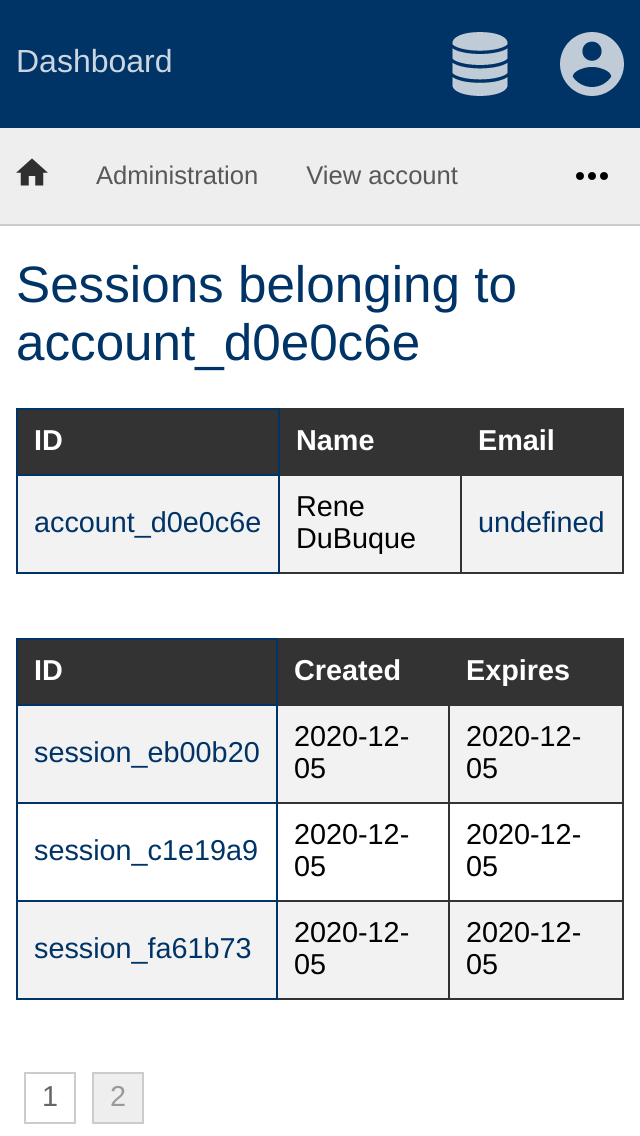 Dashboard
Administration View account
Sessions belonging to
account_d0e0c6e
ID Name Email
account_d0e0c6e Rene DuBuque undefined
ID Created Expires
session_eb00b20 2020-12-05 2020-12-05
session_c1e19a9 2020-12-05 2020-12-05
session_fa61b73 2020-12-05 2020-12-05
1 2